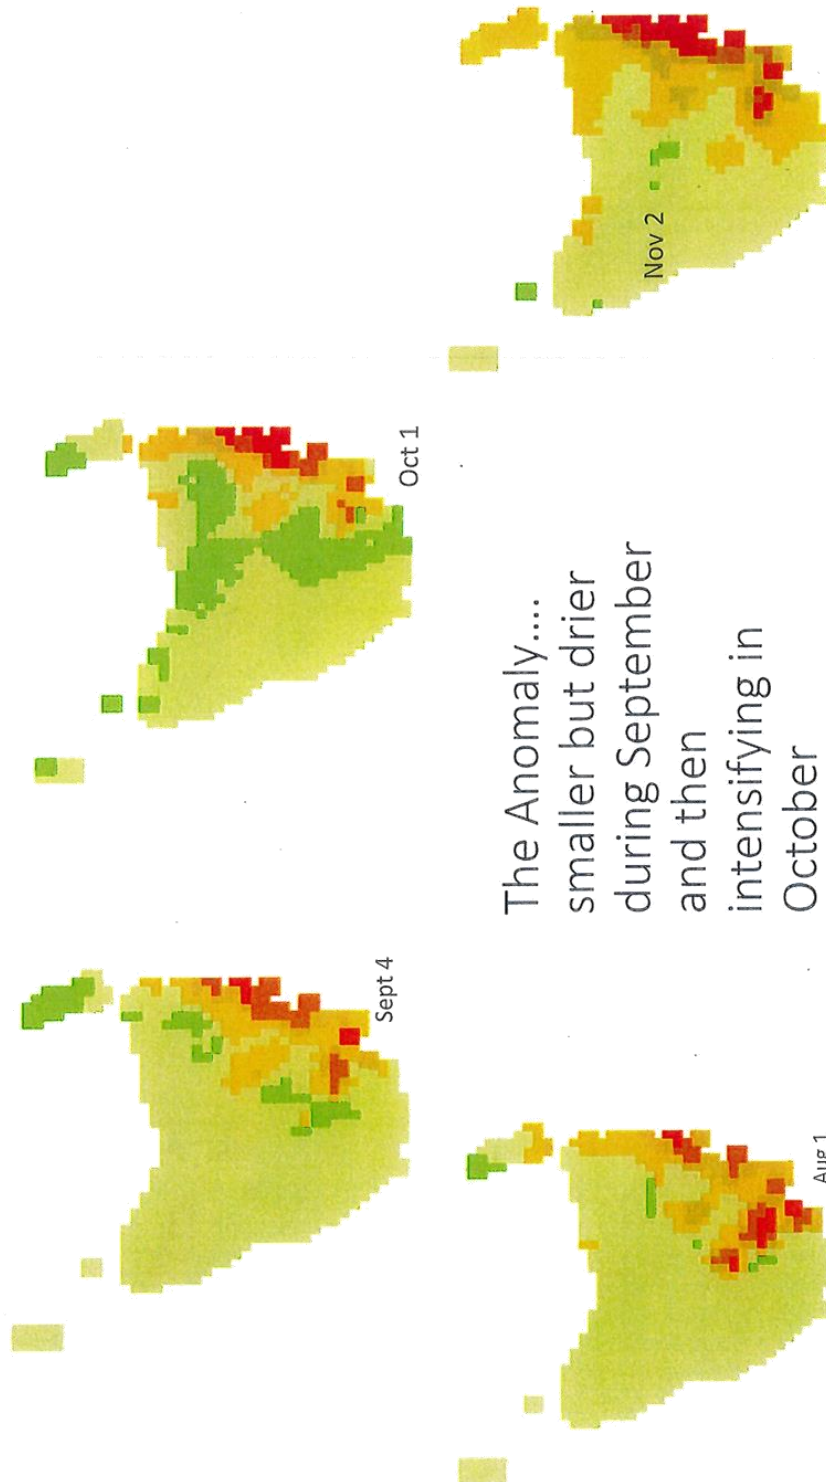 Sept 4
Oct 1
Aug 1
The Anomaly....
smaller but drier
during September
and then
intensifying in
October
Nov 2